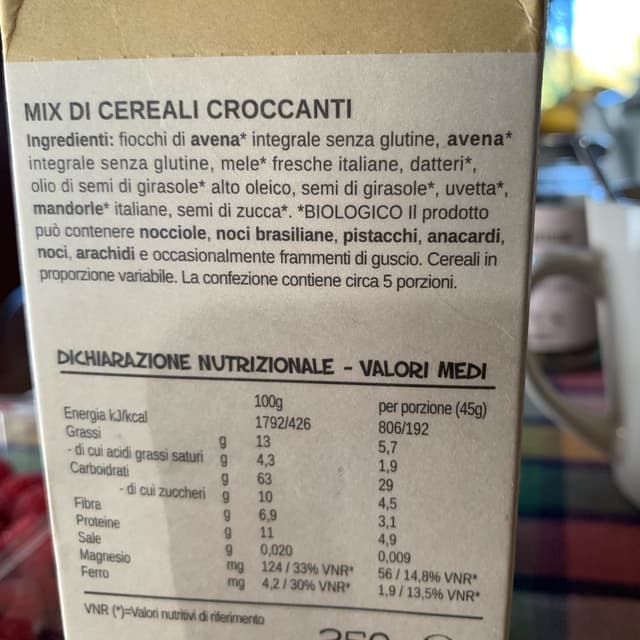 MIX DI CEREALI CROCCANTI
Ingredienti: fiocchi di avena* integrale senza glutine, avena*
integrale senza glutine, mele* fresche italiane, datteri*,
olio di semi di girasole* alto oleico, semi di girasole*, uvetta*,
mandorle* italiane, semi di zucca*. *BIOLOGICO Il prodotto
può contenere nocciole, noci brasiliane, pistacchi, anacardi,
noci, arachidi e occasionalmente frammenti di guscio. Cereali in
proporzione variabile. La confezione contiene circa 5 porzioni.
DICHIARAZIONE NUTRIZIONALE - VALORI MEDI
100g per porzione (45g)
Energia kJ/kcal 1792/426 806/192
Grassi g 13 5,7
- di cui acidi grassi saturi g 4,3 1,9
Carboidrati g 63 29
- di cui zuccheri g 10 4,5
Fibra g 6,9 3,1
Proteine g 11 4,9
Sale g 0,020 0,009
Magnesio mg 124 / 33% VNR* 56 / 14,8% VNR*
Ferro mg 4,2 / 30% VNR* 1,9 / 13,5% VNR*
VNR (*)=Valori nutritivi di riferimento